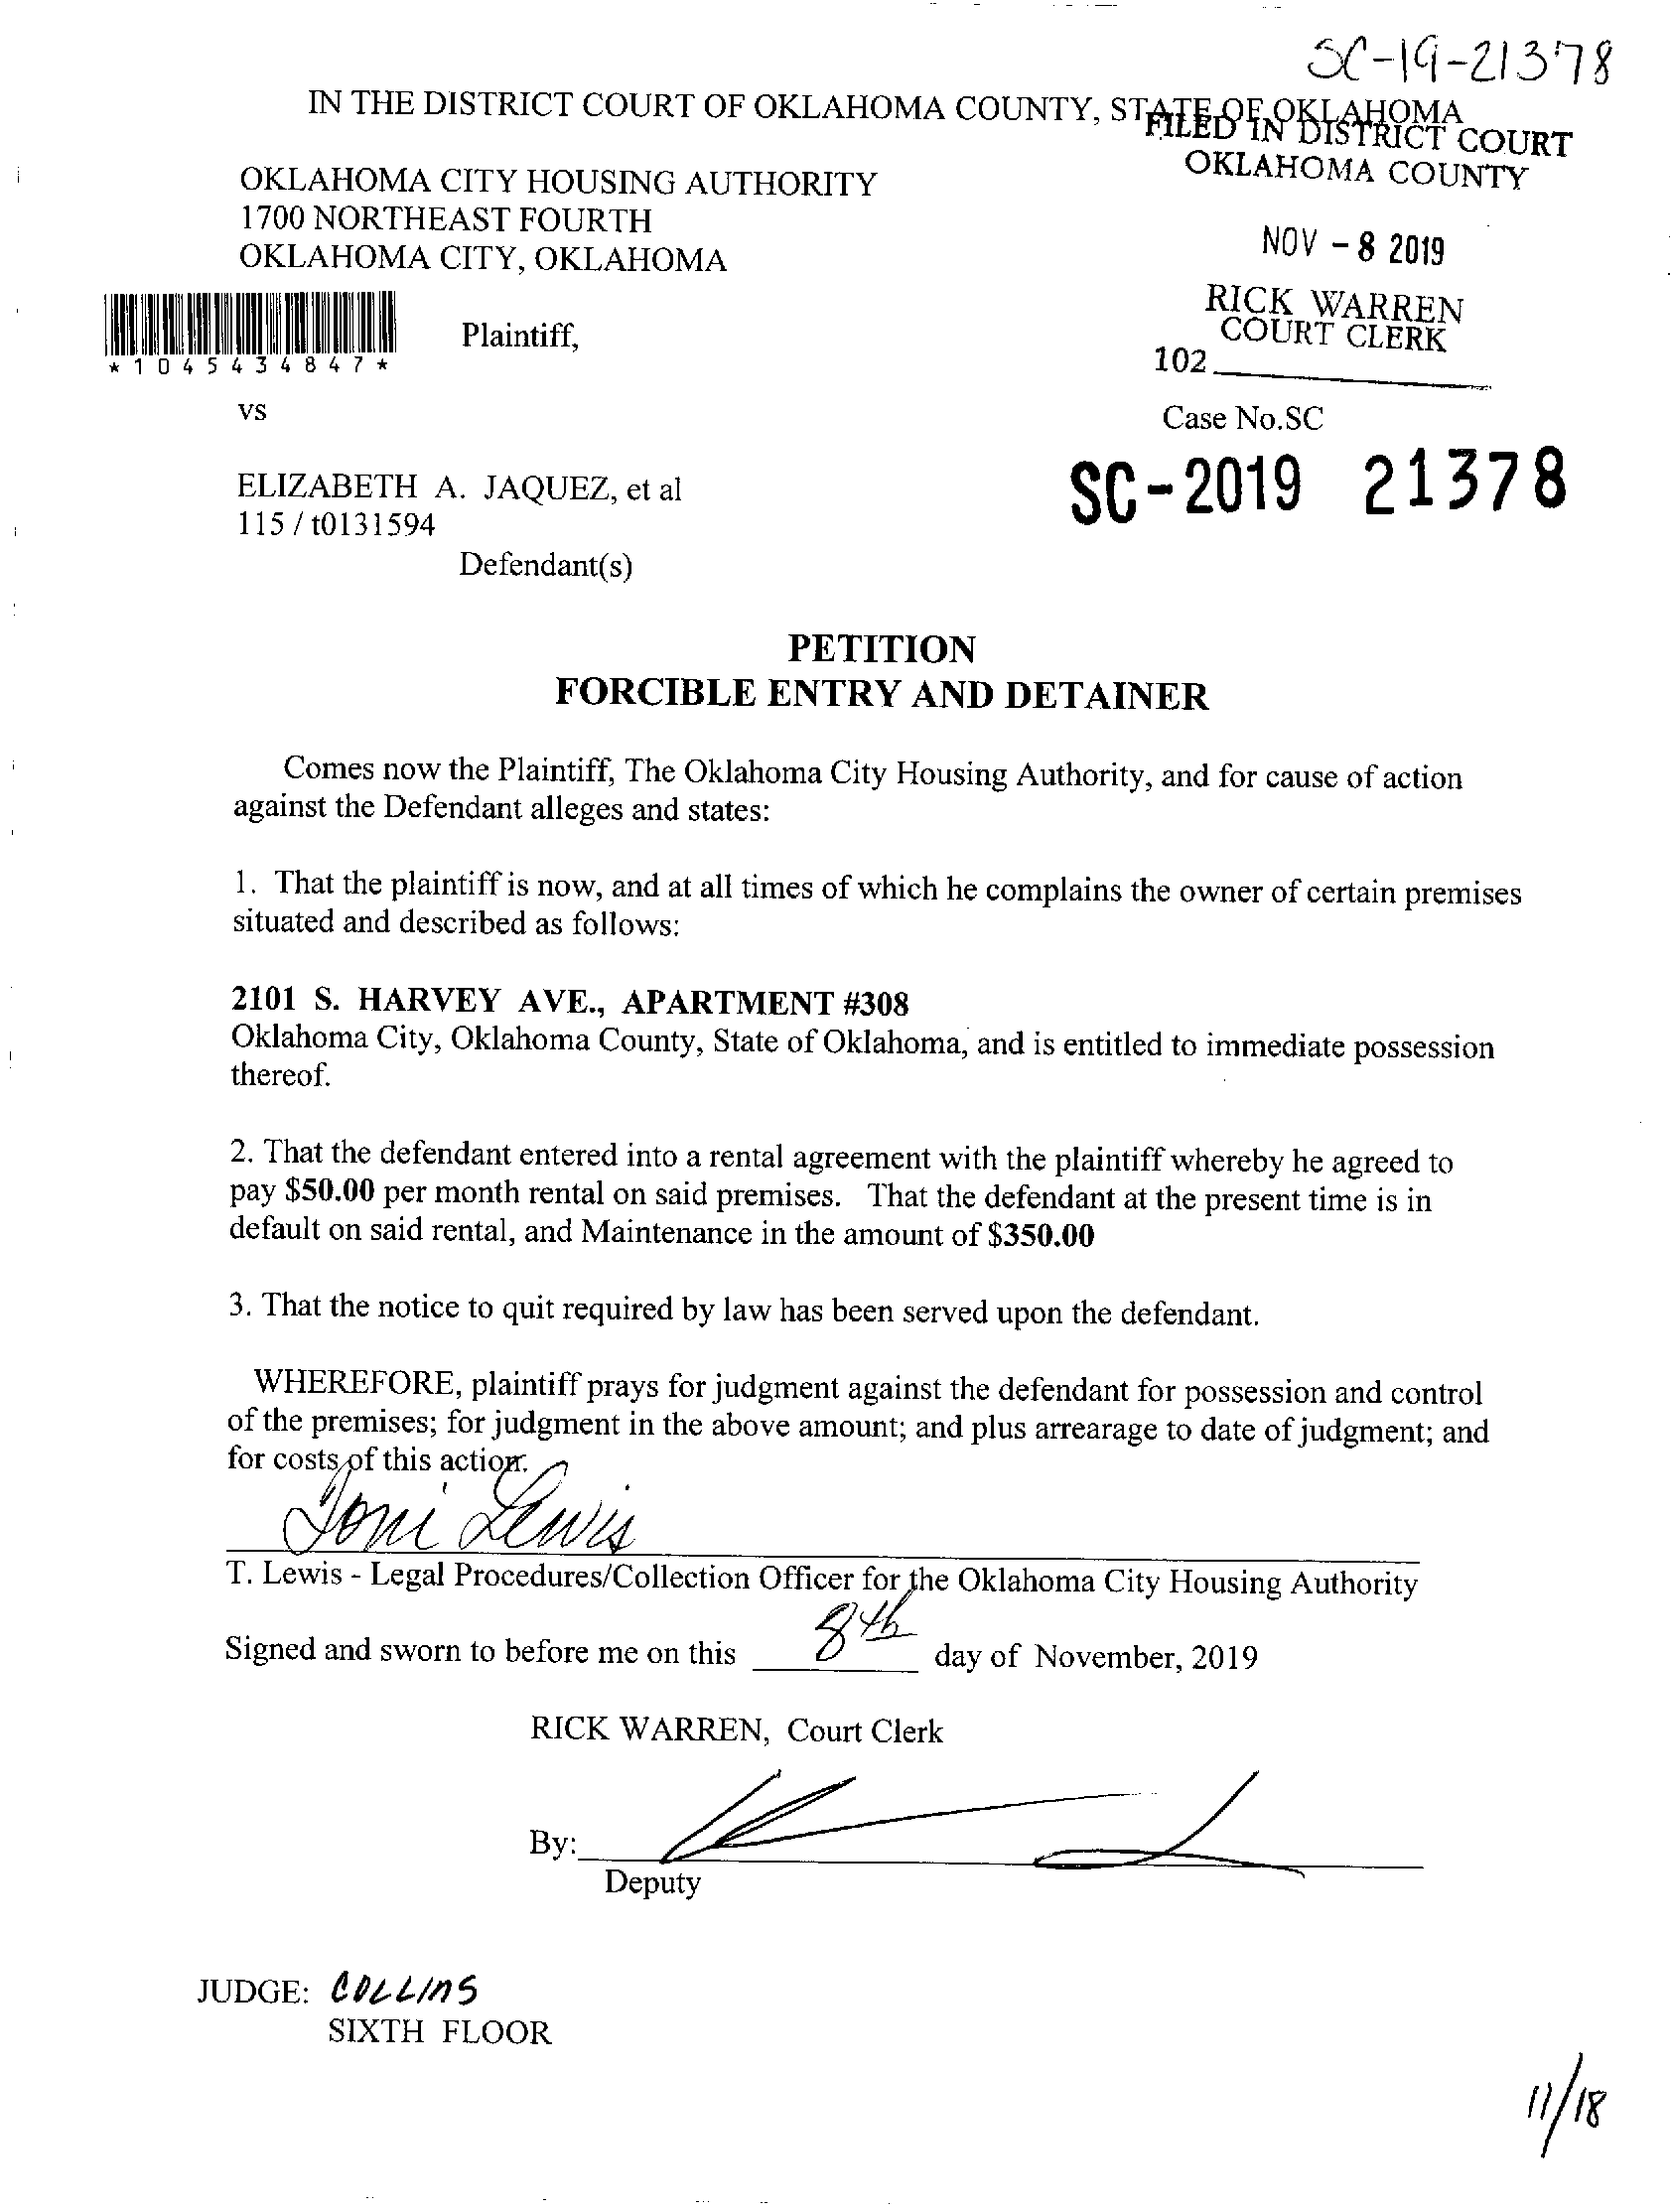 SC-19-21378
IN THE DISTRICT COURT OF OKLAHOMA COUNTY, STATE OF OKLAHOMA
FILED IN DISTRICT COURT
OKLAHOMA COUNTY
OKLAHOMA CITY HOUSING AUTHORITY
1700 NORTHEAST FOURTH
OKLAHOMA CITY, OKLAHOMA
NOV - 8 2019
RICK WARREN
COURT CLERK
102
*1045434847*
Plaintiff,
vs
Case No.SC
SC-2019 21378
ELIZABETH A. JAQUEZ, et al
115 / t0131594
Defendant(s)
PETITION
FORCIBLE ENTRY AND DETAINER
Comes now the Plaintiff, The Oklahoma City Housing Authority, and for cause of action
against the Defendant alleges and states:
1. That the plaintiff is now, and at all times of which he complains the owner of certain premises
situated and described as follows:
2101 S. HARVEY AVE., APARTMENT #308
Oklahoma City, Oklahoma County, State of Oklahoma, and is entitled to immediate possession
thereof.
2. That the defendant entered into a rental agreement with the plaintiff whereby he agreed to
pay $50.00 per month rental on said premises. That the defendant at the present time is in
default on said rental, and Maintenance in the amount of $350.00
3. That the notice to quit required by law has been served upon the defendant.
WHEREFORE, plaintiff prays for judgment against the defendant for possession and control
of the premises; for judgment in the above amount; and plus arrearage to date of judgment; and
for costs of this action.
Toni Lewis
T. Lewis - Legal Procedures/Collection Officer for the Oklahoma City Housing Authority
Signed and sworn to before me on this 8th day of November, 2019
RICK WARREN, Court Clerk
By:
Deputy
JUDGE: COLLINS
SIXTH FLOOR
11/18